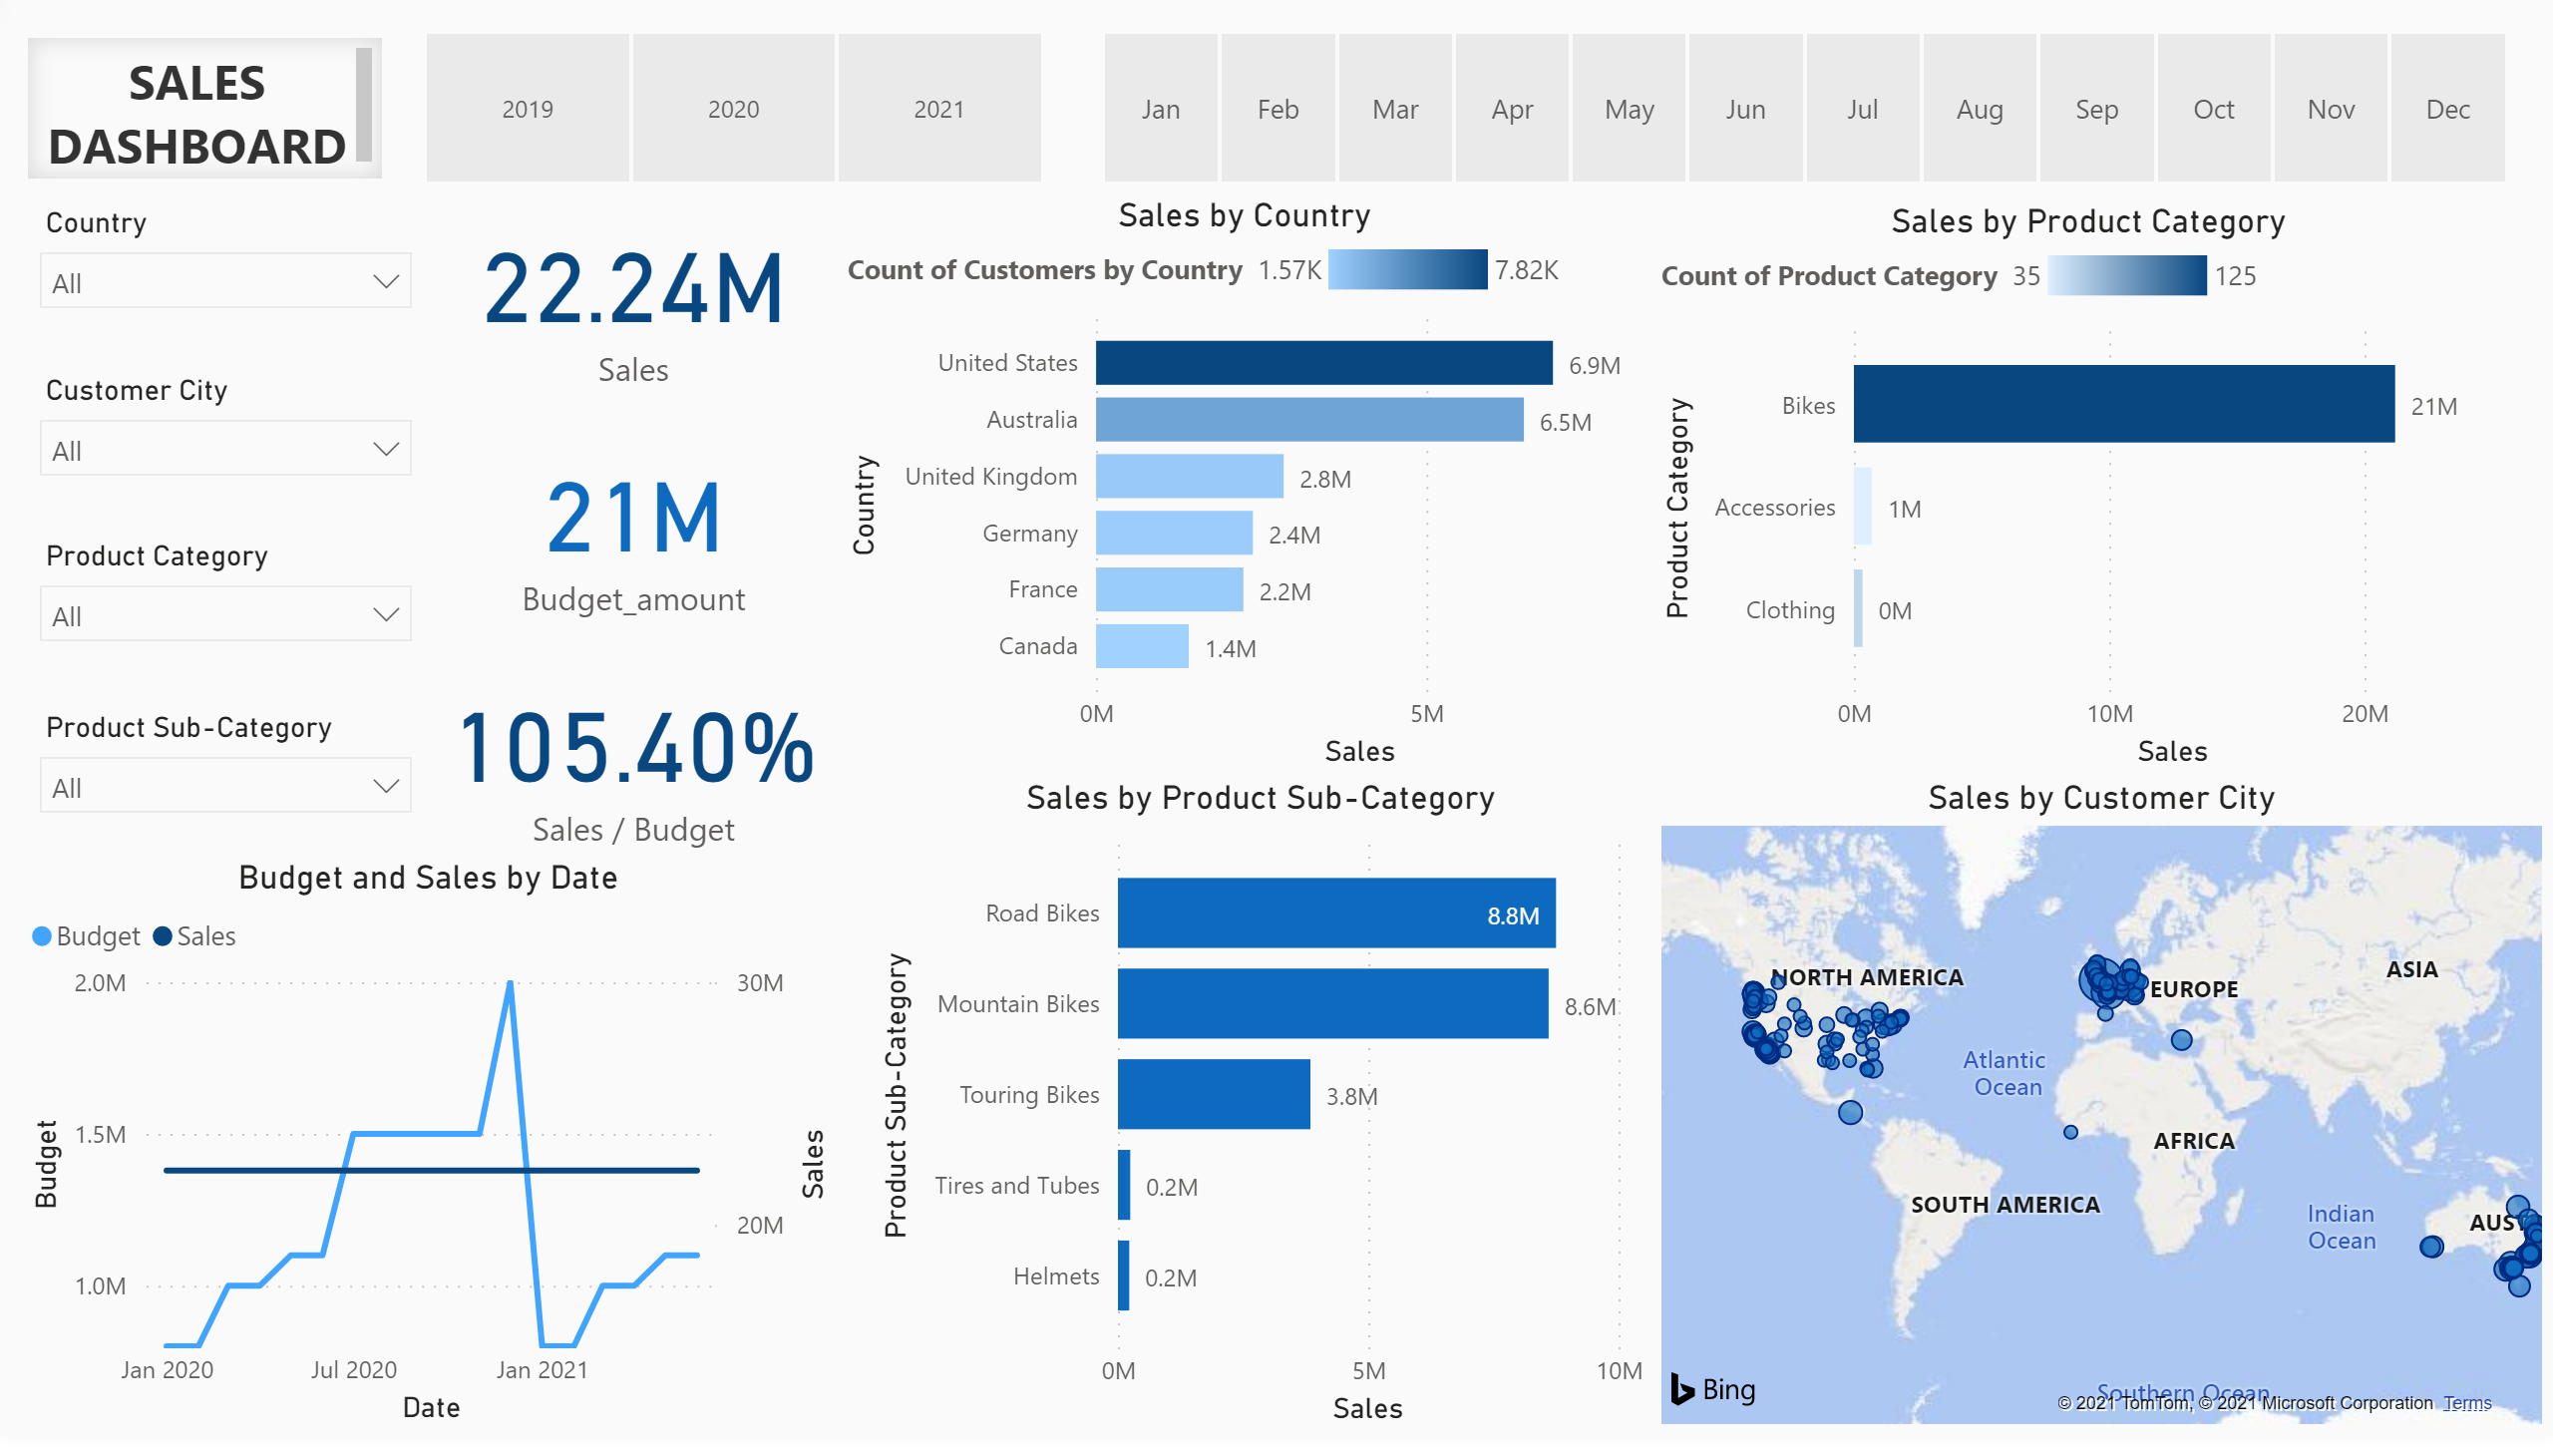 SALES
DASHBOARD
2019
2020
2021
Jan
Feb
Mar
Apr
May
Jun
Jul
Aug
Sep
Oct
Nov
Dec
Country
All
Customer City
All
Product Category
All
Product Sub-Category
All
22.24M
Sales
21M
Budget_amount
105.40%
Sales / Budget
Sales by Country
Count of Customers by Country 1.57K 7.82K
Country
United States 6.9M
Australia 6.5M
United Kingdom 2.8M
Germany 2.4M
France 2.2M
Canada 1.4M
0M 5M
Sales
Sales by Product Category
Count of Product Category 35 125
Product Category
Bikes 21M
Accessories 1M
Clothing 0M
0M 10M 20M
Sales
Budget and Sales by Date
Budget Sales
2.0M
1.5M
1.0M
Budget
30M
20M
Sales
Jan 2020 Jul 2020 Jan 2021
Date
Sales by Product Sub-Category
Product Sub-Category
Road Bikes 8.8M
Mountain Bikes 8.6M
Touring Bikes 3.8M
Tires and Tubes 0.2M
Helmets 0.2M
0M 5M 10M
Sales
Sales by Customer City
NORTH AMERICA
EUROPE
ASIA
Atlantic
Ocean
AFRICA
SOUTH AMERICA
Indian
Ocean
AUST
Southern Ocean
Bing
© 2021 TomTom, © 2021 Microsoft Corporation Terms